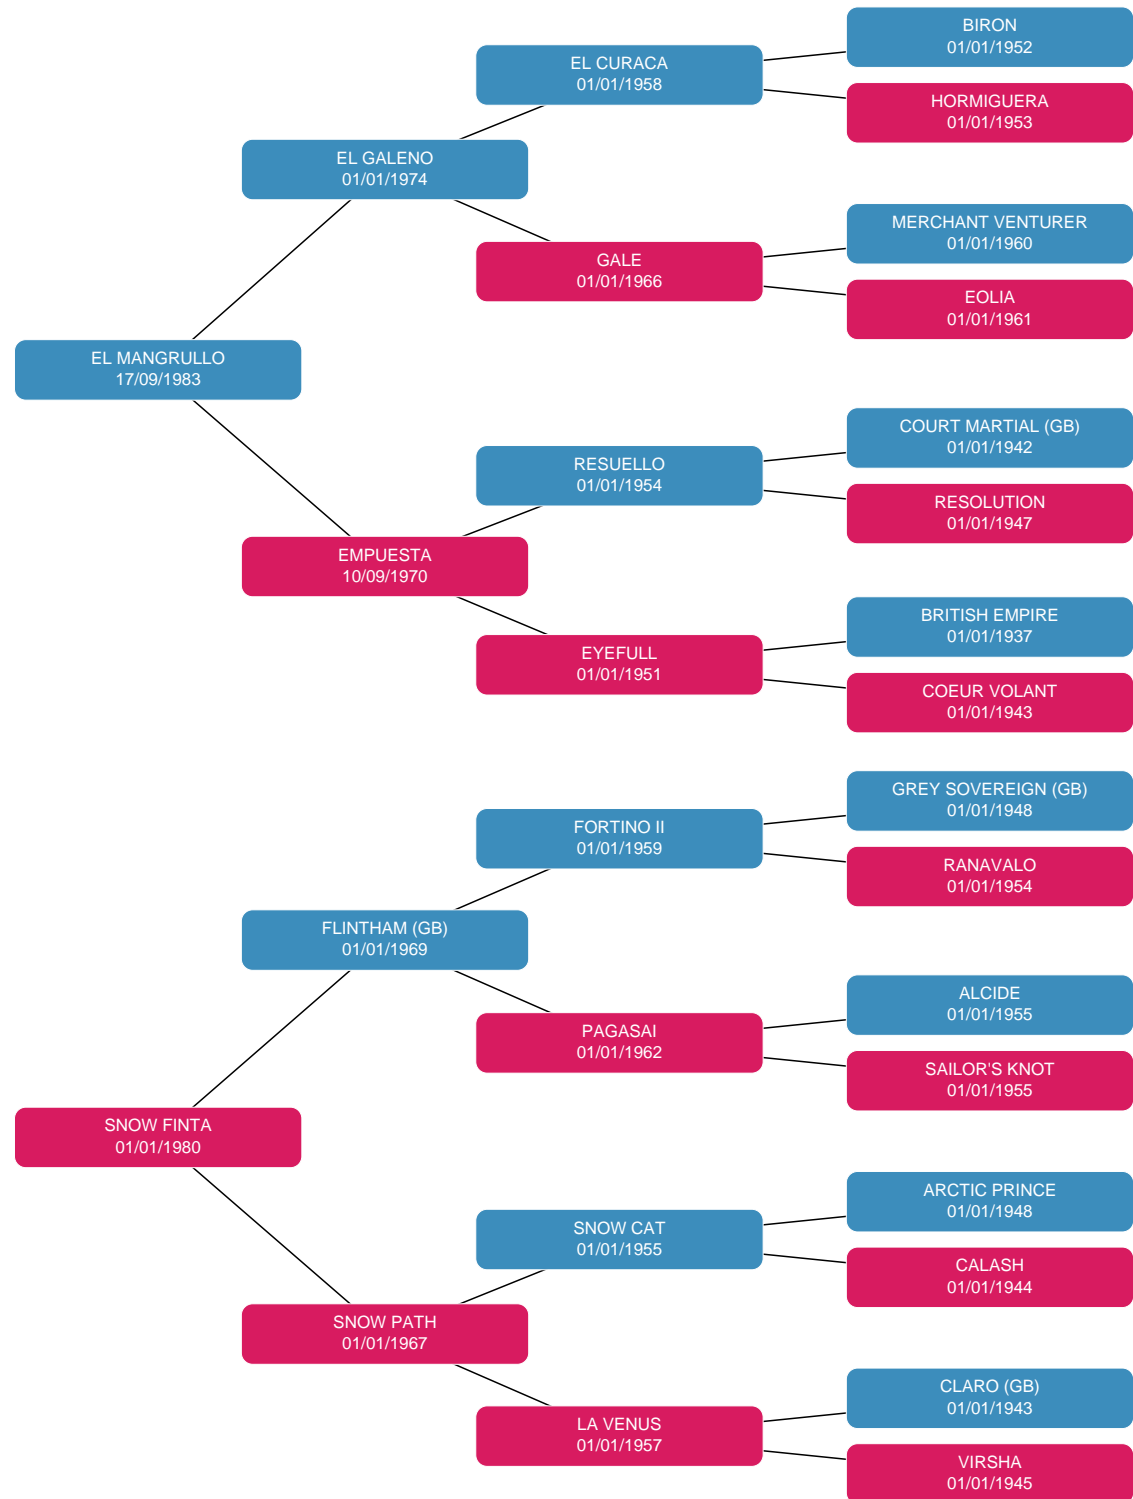 BIRON
01/01/1952
EL CURACA
01/01/1958
HORMIGUERA
01/01/1953
EL GALENO
01/01/1974
MERCHANT VENTURER
01/01/1960
GALE
01/01/1966
EOLIA
01/01/1961
EL MANGRULLO
17/09/1983
COURT MARTIAL (GB)
01/01/1942
RESUELLO
01/01/1954
RESOLUTION
01/01/1947
EMPUESTA
10/09/1970
BRITISH EMPIRE
01/01/1937
EYEFULL
01/01/1951
COEUR VOLANT
01/01/1943
GREY SOVEREIGN (GB)
01/01/1948
FORTINO II
01/01/1959
RANAVALO
01/01/1954
FLINTHAM (GB)
01/01/1969
ALCIDE
01/01/1955
PAGASAI
01/01/1962
SAILOR'S KNOT
01/01/1955
SNOW FINTA
01/01/1980
ARCTIC PRINCE
01/01/1948
SNOW CAT
01/01/1955
CALASH
01/01/1944
SNOW PATH
01/01/1967
CLARO (GB)
01/01/1943
LA VENUS
01/01/1957
VIRSHA
01/01/1945